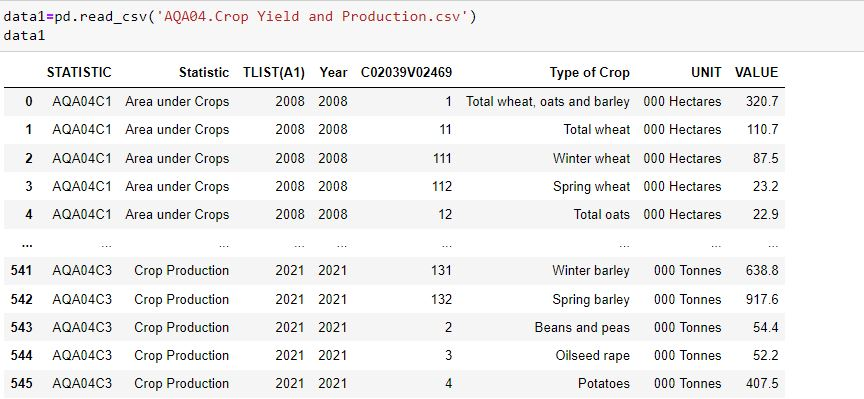 data1=pd.read_csv('AQA04.Crop Yield and Production.csv')
data1
STATISTIC Statistic TLIST(A1) Year C02039V02469 Type of Crop UNIT VALUE
0 AQA04C1 Area under Crops 2008 2008 1 Total wheat, oats and barley 000 Hectares 320.7
1 AQA04C1 Area under Crops 2008 2008 11 Total wheat 000 Hectares 110.7
2 AQA04C1 Area under Crops 2008 2008 111 Winter wheat 000 Hectares 87.5
3 AQA04C1 Area under Crops 2008 2008 112 Spring wheat 000 Hectares 23.2
4 AQA04C1 Area under Crops 2008 2008 12 Total oats 000 Hectares 22.9
... ... ... ... ... ... ... ... ...
541 AQA04C3 Crop Production 2021 2021 131 Winter barley 000 Tonnes 638.8
542 AQA04C3 Crop Production 2021 2021 132 Spring barley 000 Tonnes 917.6
543 AQA04C3 Crop Production 2021 2021 2 Beans and peas 000 Tonnes 54.4
544 AQA04C3 Crop Production 2021 2021 3 Oilseed rape 000 Tonnes 52.2
545 AQA04C3 Crop Production 2021 2021 4 Potatoes 000 Tonnes 407.5